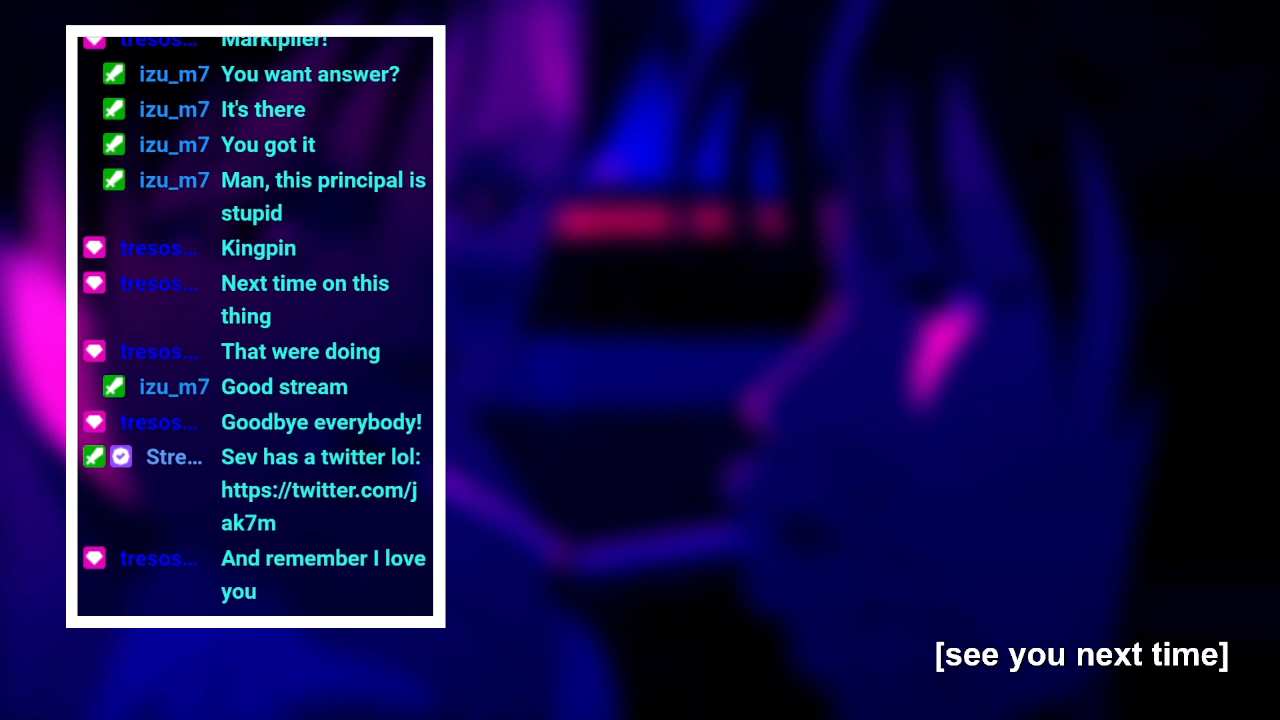 tresos... Markiplier!
izu_m7 You want answer?
izu_m7 It's there
izu_m7 You got it
izu_m7 Man, this principal is
stupid
tresos... Kingpin
tresos... Next time on this
thing
tresos... That were doing
izu_m7 Good stream
tresos... Goodbye everybody!
Stre... Sev has a twitter lol:
https://twitter.com/j
ak7m
tresos... And remember I love
you
[see you next time]